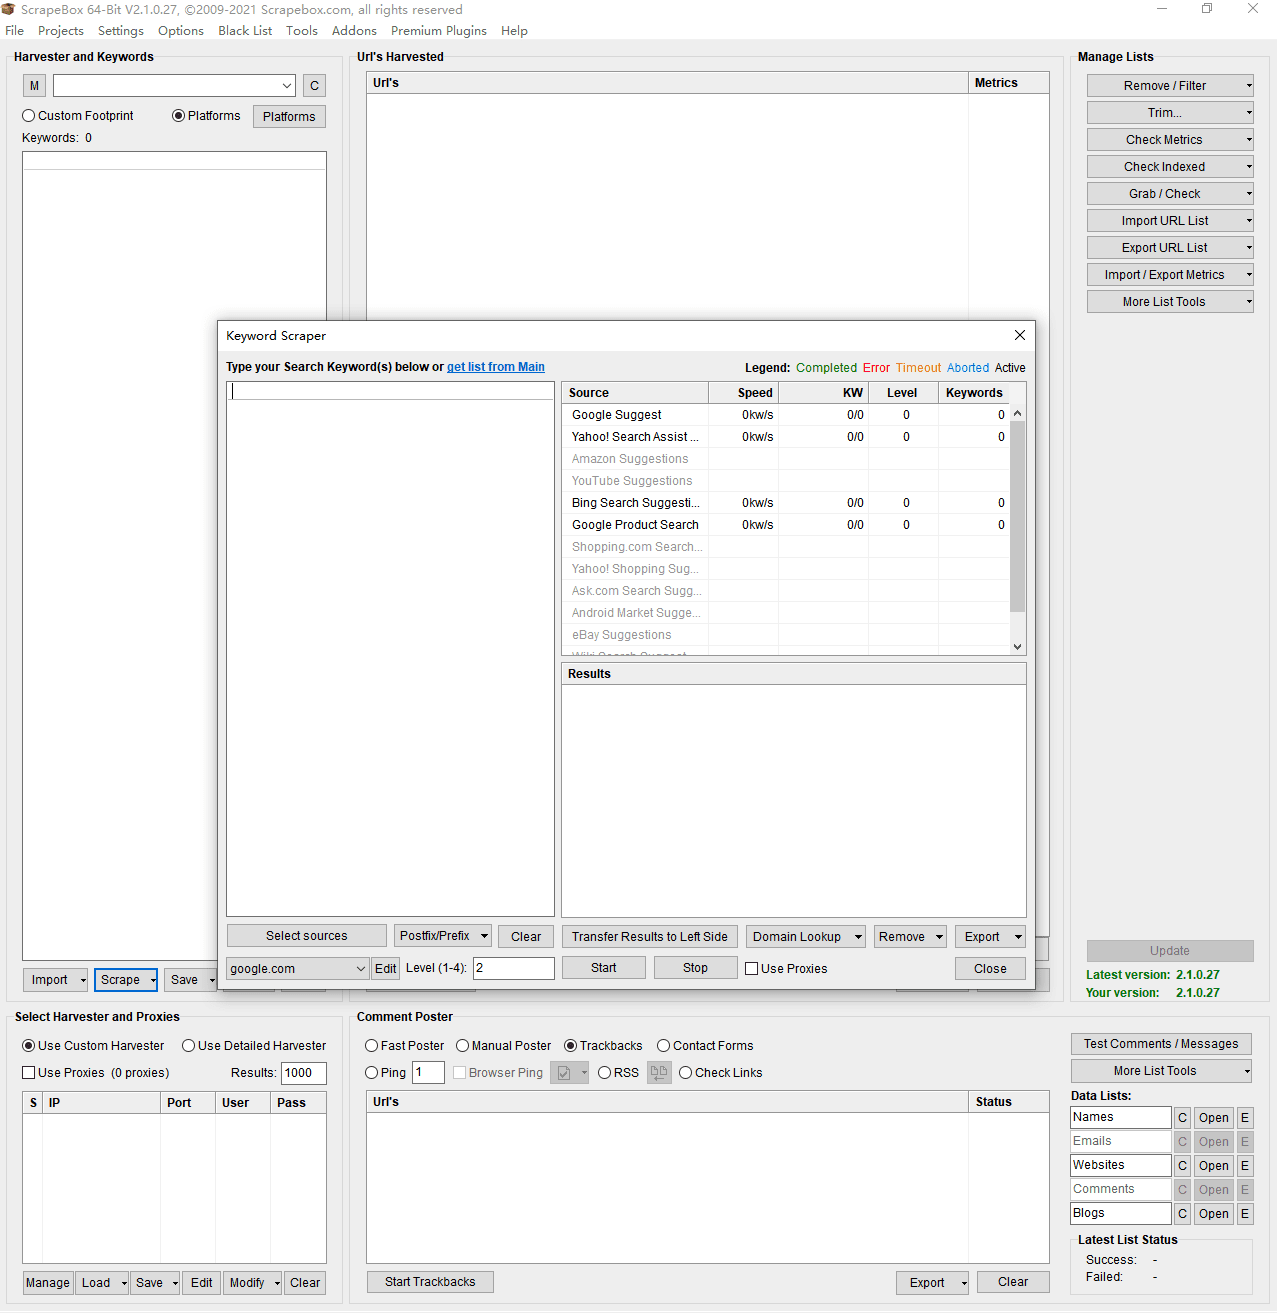 ScrapeBox 64-Bit V2.1.0.27, ©2009-2021 Scrapebox.com, all rights reserved
File Projects Settings Options Black List Tools Addons Premium Plugins Help
Harvester and Keywords
M C
Custom Footprint Platforms Platforms
Keywords: 0
Url's Harvested
Url's Metrics
Manage Lists
Remove / Filter
Trim...
Check Metrics
Check Indexed
Grab / Check
Import URL List
Export URL List
Import / Export Metrics
More List Tools
Keyword Scraper
Type your Search Keyword(s) below or get list from Main
Legend: Completed Error Timeout Aborted Active
Source Speed KW Level Keywords
Google Suggest 0kw/s 0/0 0 0
Yahoo! Search Assist ... 0kw/s 0/0 0 0
Amazon Suggestions
YouTube Suggestions
Bing Search Suggesti... 0kw/s 0/0 0 0
Google Product Search 0kw/s 0/0 0 0
Shopping.com Search...
Yahoo! Shopping Sug...
Ask.com Search Sugg...
Android Market Sugge...
eBay Suggestions
Results
Select sources Postfix/Prefix Clear Transfer Results to Left Side Domain Lookup Remove Export
google.com Edit Level (1-4): 2 Start Stop Use Proxies Close
Import Scrape Save
Update
Latest version: 2.1.0.27
Your version: 2.1.0.27
Select Harvester and Proxies
Use Custom Harvester Use Detailed Harvester
Use Proxies (0 proxies) Results: 1000
S IP Port User Pass
Manage Load Save Edit Modify Clear
Comment Poster
Fast Poster Manual Poster Trackbacks Contact Forms
Ping 1 Browser Ping RSS Check Links
Url's Status
Start Trackbacks Export Clear
Test Comments / Messages
More List Tools
Data Lists:
Names C Open E
Emails C Open E
Websites C Open E
Comments C Open E
Blogs C Open E
Latest List Status
Success: -
Failed: -